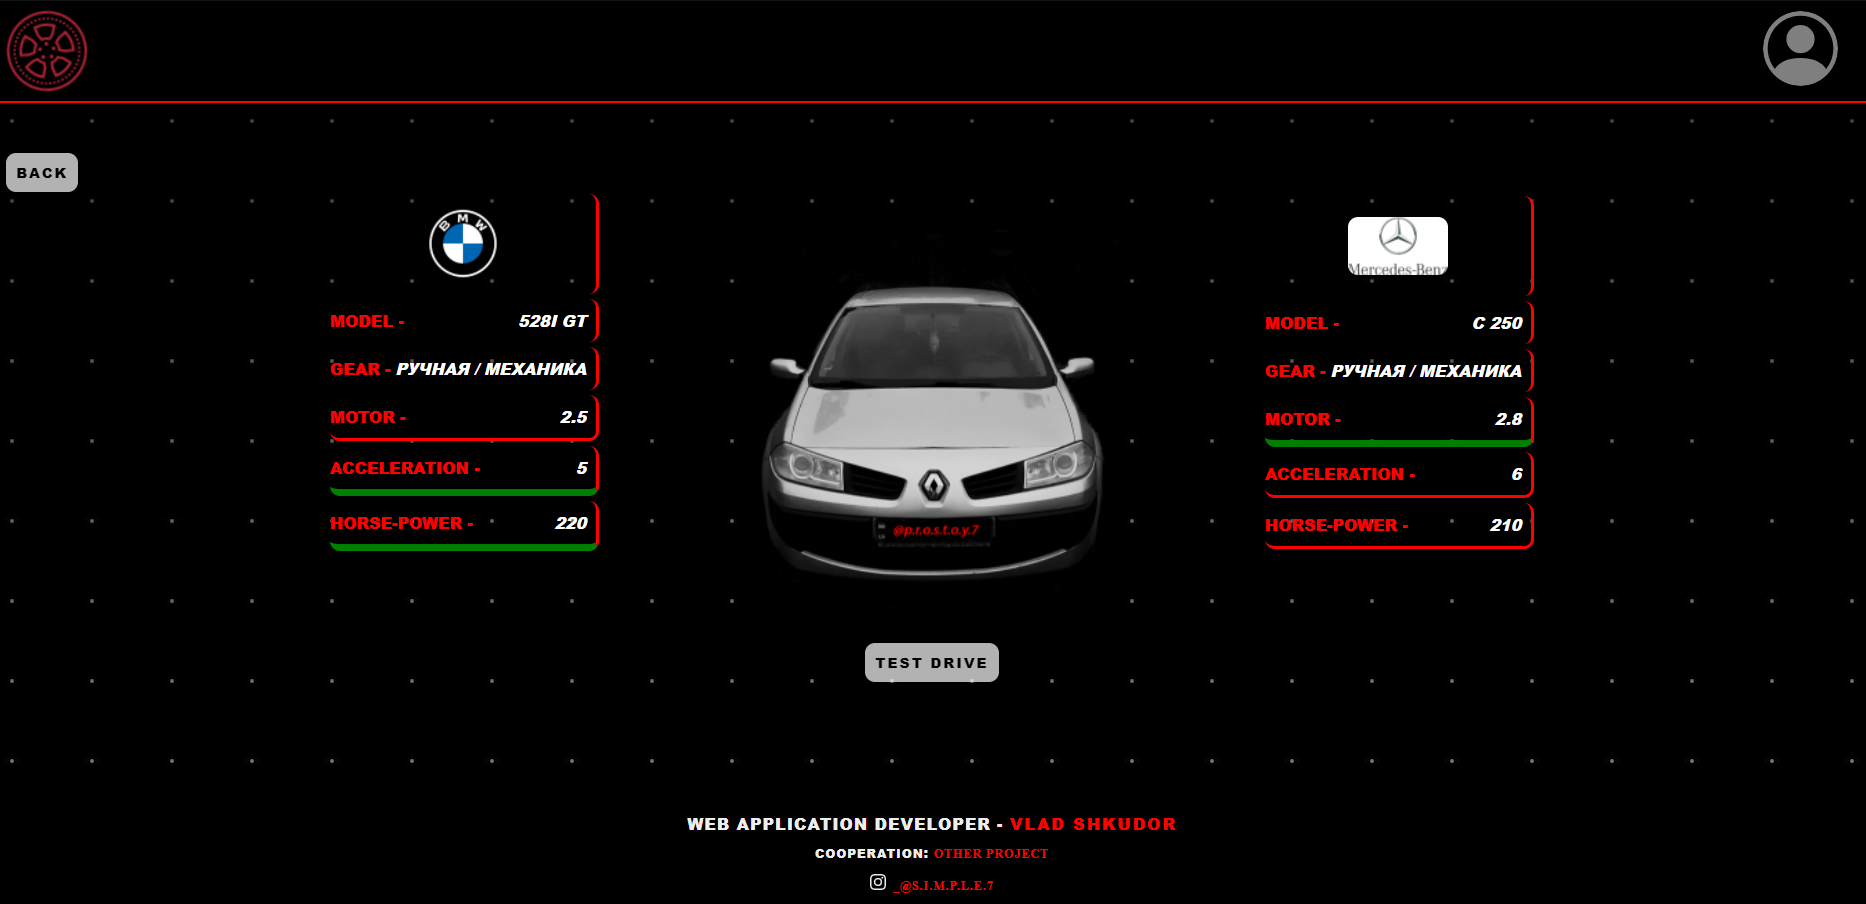 BACK
BMW
MODEL - 528I GT
GEAR - РУЧНАЯ / МЕХАНИКА
MOTOR - 2.5
ACCELERATION - 5
HORSE-POWER - 220
@p.r.o.s.t.o.y.7
Mercedes-Benz
MODEL - C 250
GEAR - РУЧНАЯ / МЕХАНИКА
MOTOR - 2.8
ACCELERATION - 6
HORSE-POWER - 210
TEST DRIVE
WEB APPLICATION DEVELOPER - VLAD SHKUDOR
COOPERATION: OTHER PROJECT
_@S.I.M.P.L.E.7